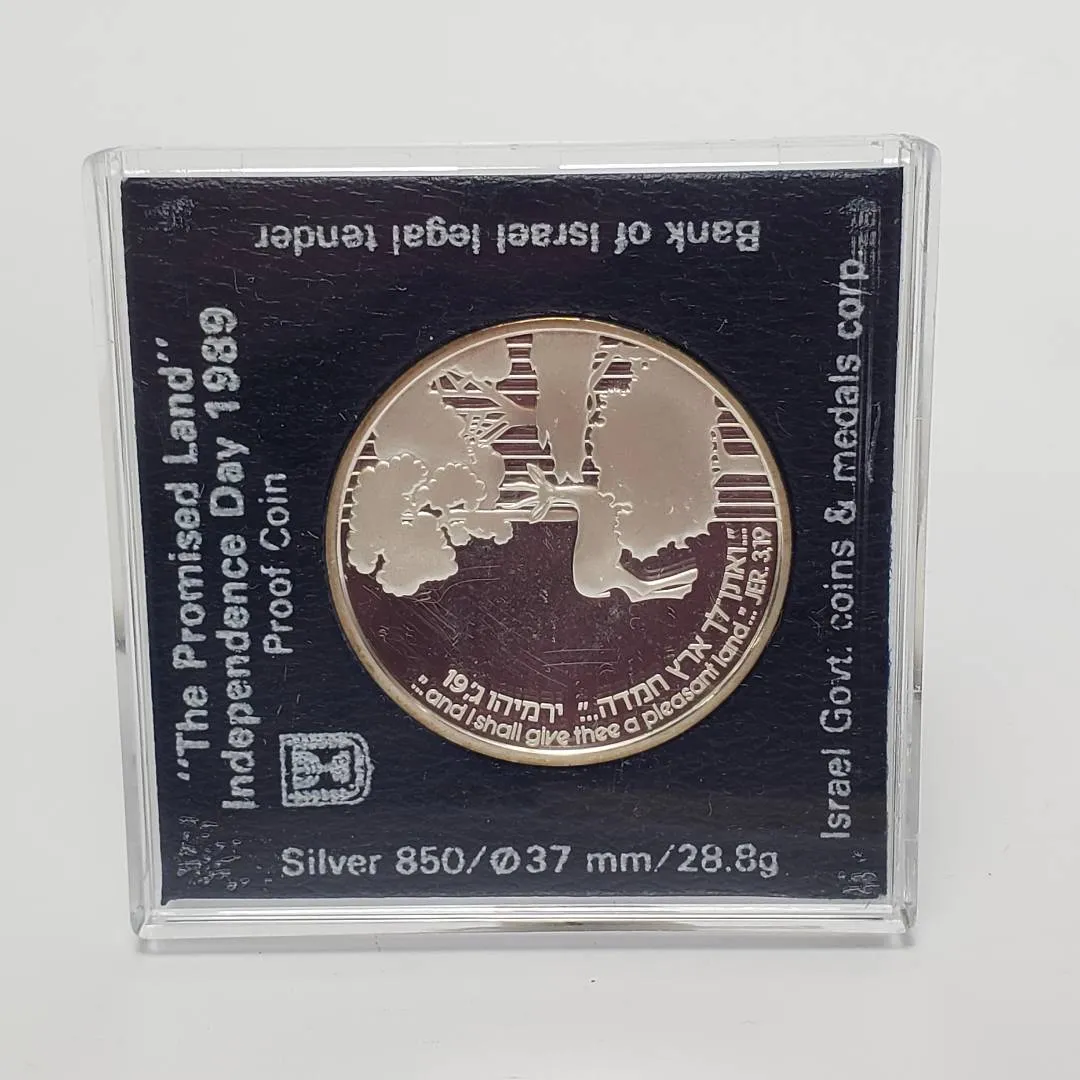 Bank of Israel legal tender
"The Promised Land"
Independence Day 1989
Proof Coin
Israel Govt. coins & medals corp
"...ואתן לך ארץ חמדה..." ירמיהו ג'19
"...and I shall give thee a pleasant land."... JER. 3,19
Silver 850/Ø37 mm/28.8g